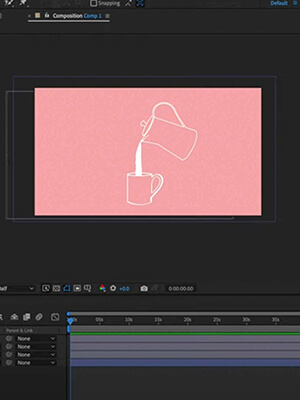 Snapping
Default
Composition Comp 1
+0.0
0:00:00:00
05s
10s
15s
20s
25s
30s
35s
Parent & Link
None
None
None
None